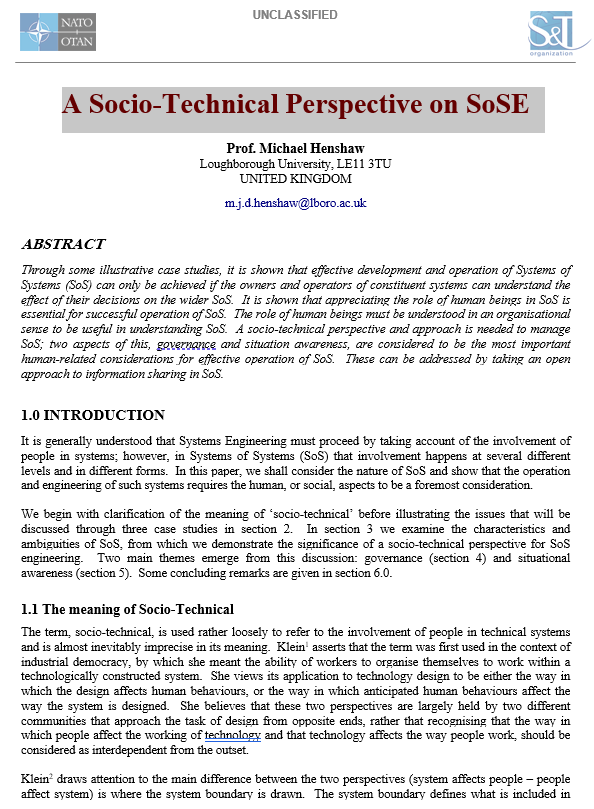 UNCLASSIFIED
NATO
OTAN
S&T
organization
A Socio-Technical Perspective on SoSE
Prof. Michael Henshaw
Loughborough University, LE11 3TU
UNITED KINGDOM
m.j.d.henshaw@lboro.ac.uk
ABSTRACT
Through some illustrative case studies, it is shown that effective development and operation of Systems of
Systems (SoS) can only be achieved if the owners and operators of constituent systems can understand the
effect of their decisions on the wider SoS. It is shown that appreciating the role of human beings in SoS is
essential for successful operation of SoS. The role of human beings must be understood in an organisational
sense to be useful in understanding SoS. A socio-technical perspective and approach is needed to manage
SoS; two aspects of this, governance and situation awareness, are considered to be the most important
human-related considerations for effective operation of SoS. These can be addressed by taking an open
approach to information sharing in SoS.
1.0 INTRODUCTION
It is generally understood that Systems Engineering must proceed by taking account of the involvement of
people in systems; however, in Systems of Systems (SoS) that involvement happens at several different
levels and in different forms. In this paper, we shall consider the nature of SoS and show that the operation
and engineering of such systems requires the human, or social, aspects to be a foremost consideration.
We begin with clarification of the meaning of ‘socio-technical’ before illustrating the issues that will be
discussed through three case studies in section 2. In section 3 we examine the characteristics and
ambiguities of SoS, from which we demonstrate the significance of a socio-technical perspective for SoS
engineering. Two main themes emerge from this discussion: governance (section 4) and situational
awareness (section 5). Some concluding remarks are given in section 6.0.
1.1 The meaning of Socio-Technical
The term, socio-technical, is used rather loosely to refer to the involvement of people in technical systems
and is almost inevitably imprecise in its meaning. Klein¹ asserts that the term was first used in the context of
industrial democracy, by which she meant the ability of workers to organise themselves to work within a
technologically constructed system. She views its application to technology design to be either the way in
which the design affects human behaviours, or the way in which anticipated human behaviours affect the
way the system is designed. She believes that these two perspectives are largely held by two different
communities that approach the task of design from opposite ends, rather that recognising that the way in
which people affect the working of technology and that technology affects the way people work, should be
considered as interdependent from the outset.
Klein² draws attention to the main difference between the two perspectives (system affects people – people
affect system) is where the system boundary is drawn. The system boundary defines what is included in